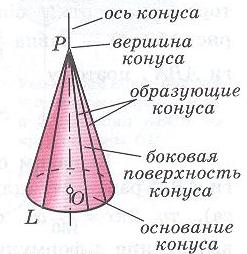 ось конуса
P
вершина
конуса
образующие
конуса
боковая
поверхность
конуса
O
L
основание
конуса